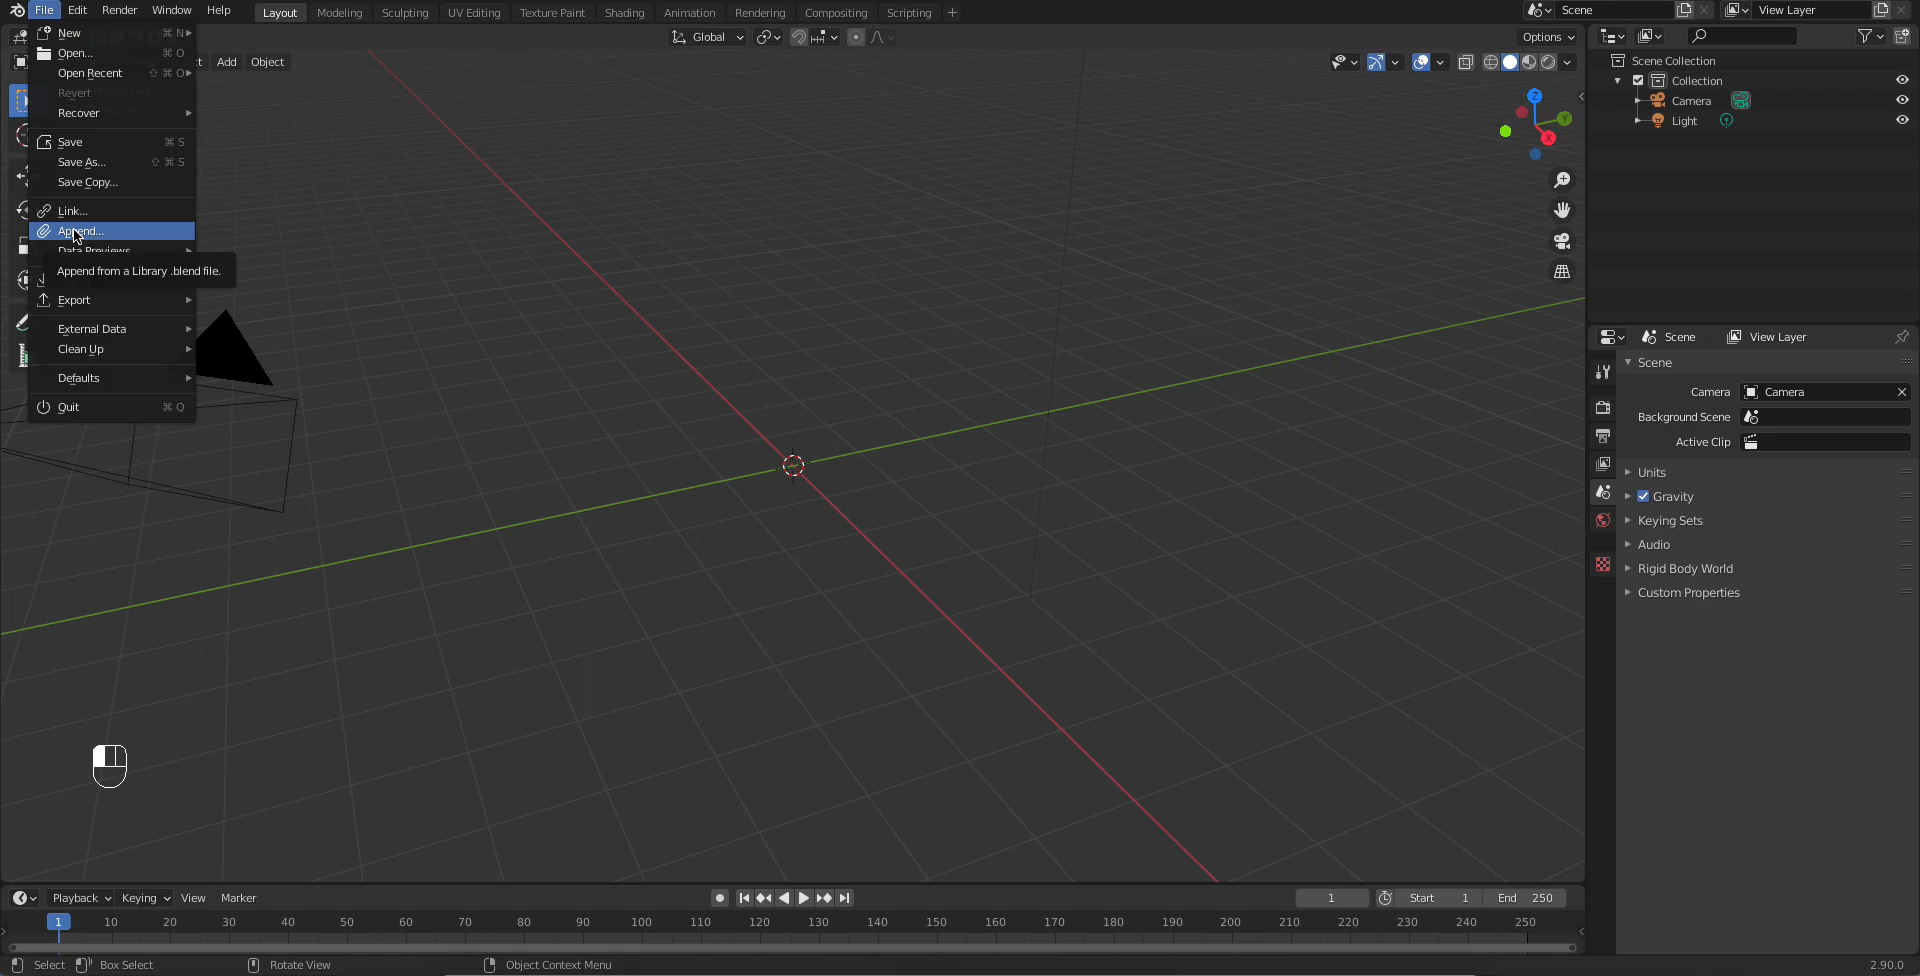 File Edit Render Window Help Layout Modeling Sculpting UV Editing Texture Paint Shading Animation Rendering Compositing Scripting + Scene View Layer
New ⌘ N
Open... ⌘ O
Open Recent ⇧ ⌘ O
Revert
Recover
Save ⌘ S
Save As... ⇧ ⌘ S
Save Copy...
Link...
Append...
Data Previews
Append from a Library .blend file.
Export
External Data
Clean Up
Defaults
Quit ⌘ Q
Global
Options
Add Object
Z
Y
X
Scene Collection
Collection
Camera
Light
Scene View Layer
Scene
Camera Camera
Background Scene
Active Clip
Units
Gravity
Keying Sets
Audio
Rigid Body World
Custom Properties
Playback Keying View Marker 1 Start 1 End 250
1 10 20 30 40 50 60 70 80 90 100 110 120 130 140 150 160 170 180 190 200 210 220 230 240 250
Select Box Select Rotate View Object Context Menu 2.90.0